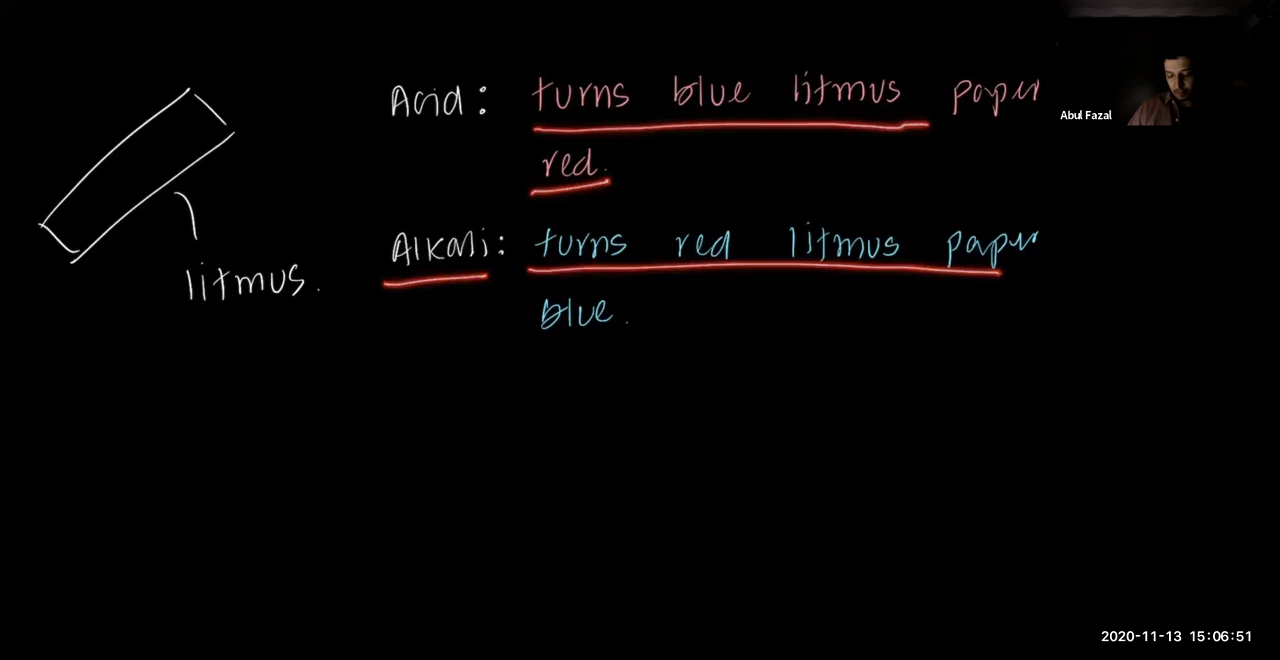 Acid: turns blue litmus paper
red.
Abul Fazal
Alkali: turns red litmus paper
litmus.
blue.
2020-11-13 15:06:51